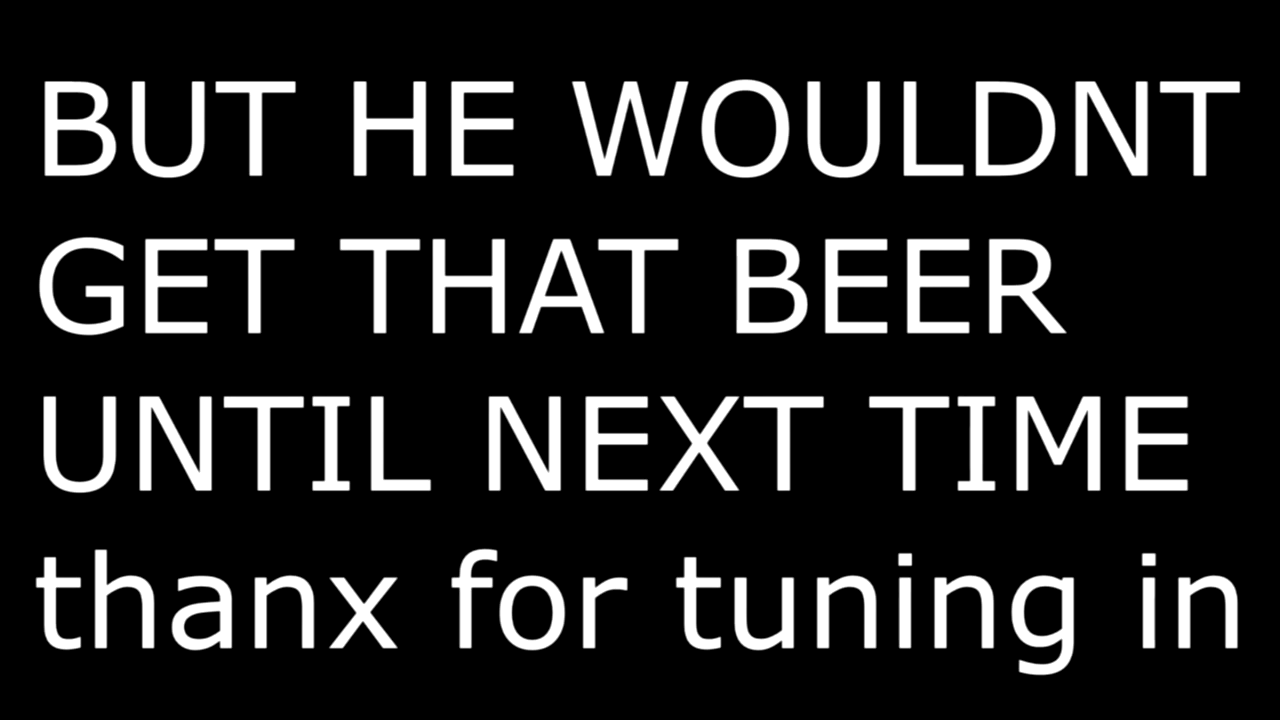 BUT HE WOULDNT
GET THAT BEER
UNTIL NEXT TIME
thanx for tuning in